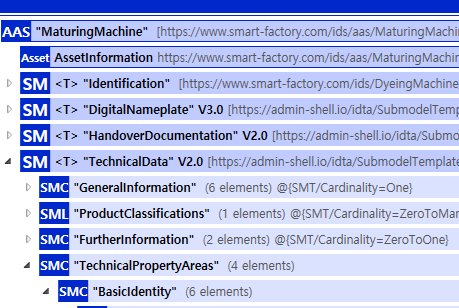 AAS "MaturingMachine" [https://www.smart-factory.com/ids/aas/MaturingMachin
Asset AssetInformation https://www.smart-factory.com/ids/aas/MaturingMachi
SM <T> "Identification" [https://www.smart-factory.com/ids/DyeingMachine
SM <T> "DigitalNameplate" V3.0 [https://admin-shell.io/idta/SubmodelTemp
SM <T> "HandoverDocumentation" V2.0 [https://admin-shell.io/idta/Submo
SM <T> "TechnicalData" V2.0 [https://admin-shell.io/idta/SubmodelTemplate
SMC "GeneralInformation" (6 elements) @{SMT/Cardinality=One}
SML "ProductClassifications" (1 elements) @{SMT/Cardinality=ZeroToMar
SMC "FurtherInformation" (2 elements) @{SMT/Cardinality=ZeroToOne}
SMC "TechnicalPropertyAreas" (4 elements)
SMC "BasicIdentity" (6 elements)